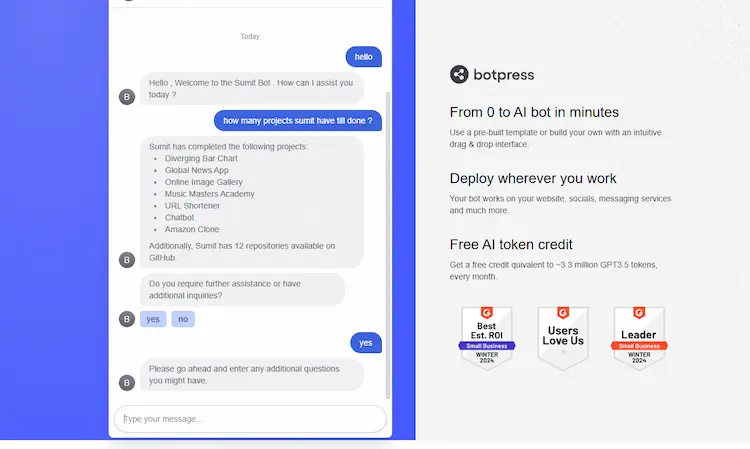 Today
hello
Hello , Welcome to the Sumit Bot . How can I assist you
today ?
B
how many projects sumit have till done ?
Sumit has completed the following projects:
• Diverging Bar Chart
• Global News App
• Online Image Gallery
• Music Masters Academy
• URL Shortener
• Chatbot
• Amazon Clone
Additionally, Sumit has 12 repositories available on
GitHub.
B
Do you require further assistance or have
additional inquiries?
B
yes no
yes
Please go ahead and enter any additional questions
you might have.
B
Type your message...
botpress
From 0 to AI bot in minutes
Use a pre-built template or build your own with an intuitive
drag & drop interface.
Deploy wherever you work
Your bot works on your website, socials, messaging services
and much more.
Free AI token credit
Get a free credit quivalent to ~3.3 million GPT3.5 tokens,
every month.
G
Best
Est. ROI
Small Business
WINTER
2024
G
Users
Love Us
G
Leader
Small Business
WINTER
2024